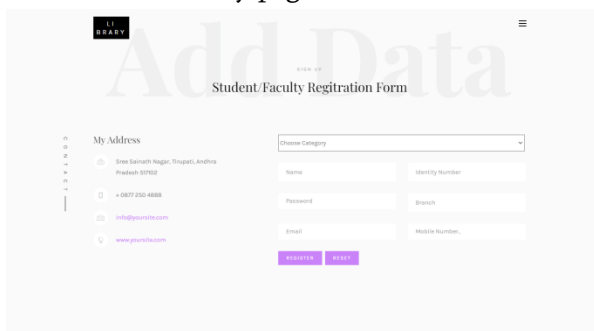 LI
BRARY
Add Data
SIGN UP
Student/Faculty Regitration Form
CONTACT
My Address
Sree Sainath Nagar, Tirupati, Andhra
Pradesh 517102
+ 0877 250 4888
info@yoursite.com
www.yoursite.com
Choose Category
Name
Identity Number
Password
Branch
Email
Mobile Number..
REGISTER
RESET